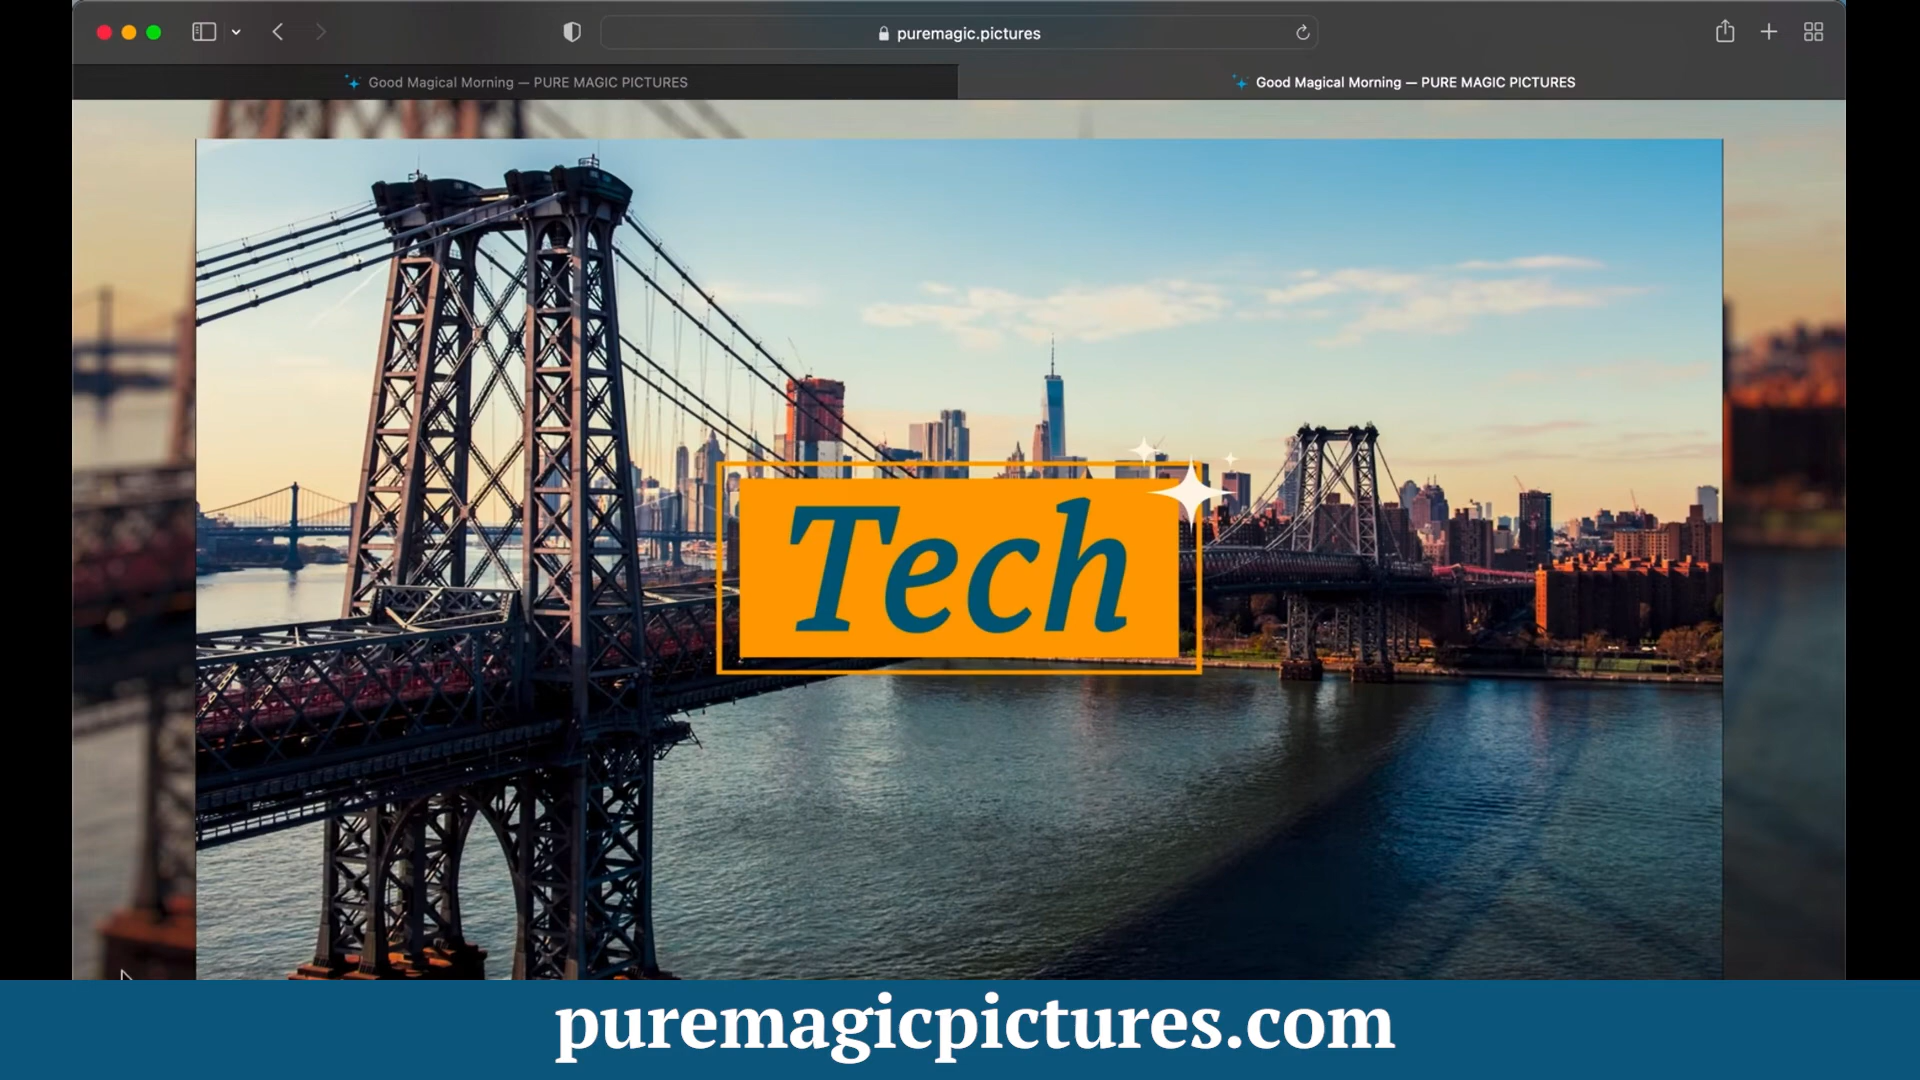 puremagic.pictures
Good Magical Morning — PURE MAGIC PICTURES
Good Magical Morning — PURE MAGIC PICTURES
Tech
puremagicpictures.com